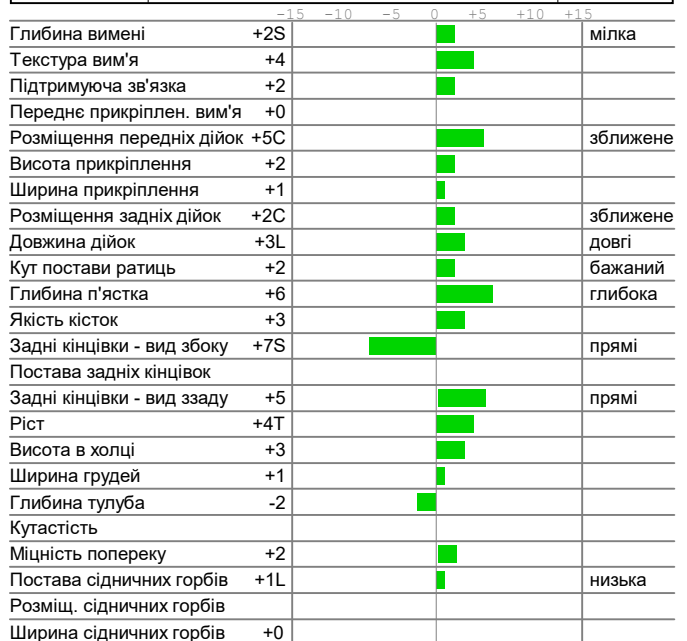 -15 -10 -5 0 +5 +10 +15
Глибина вимені +2S мілка
Текстура вим'я +4
Підтримуюча зв'язка +2
Переднє прикріплен. вим'я +0
Розміщення передніх дійок +5C зближене
Висота прикріплення +2
Ширина прикріплення +1
Розміщення задніх дійок +2C зближене
Довжина дійок +3L довгі
Кут постави ратиць +2 бажаний
Глибина п'ястка +6 глибока
Якість кісток +3
Задні кінцівки - вид збоку +7S прямі
Постава задніх кінцівок
Задні кінцівки - вид ззаду +5 прямі
Ріст +4T
Висота в холці +3
Ширина грудей +1
Глибина тулуба -2
Кутастість
Міцність попереку +2
Постава сідничних горбів +1L низька
Розміщ. сідничних горбів
Ширина сідничних горбів +0